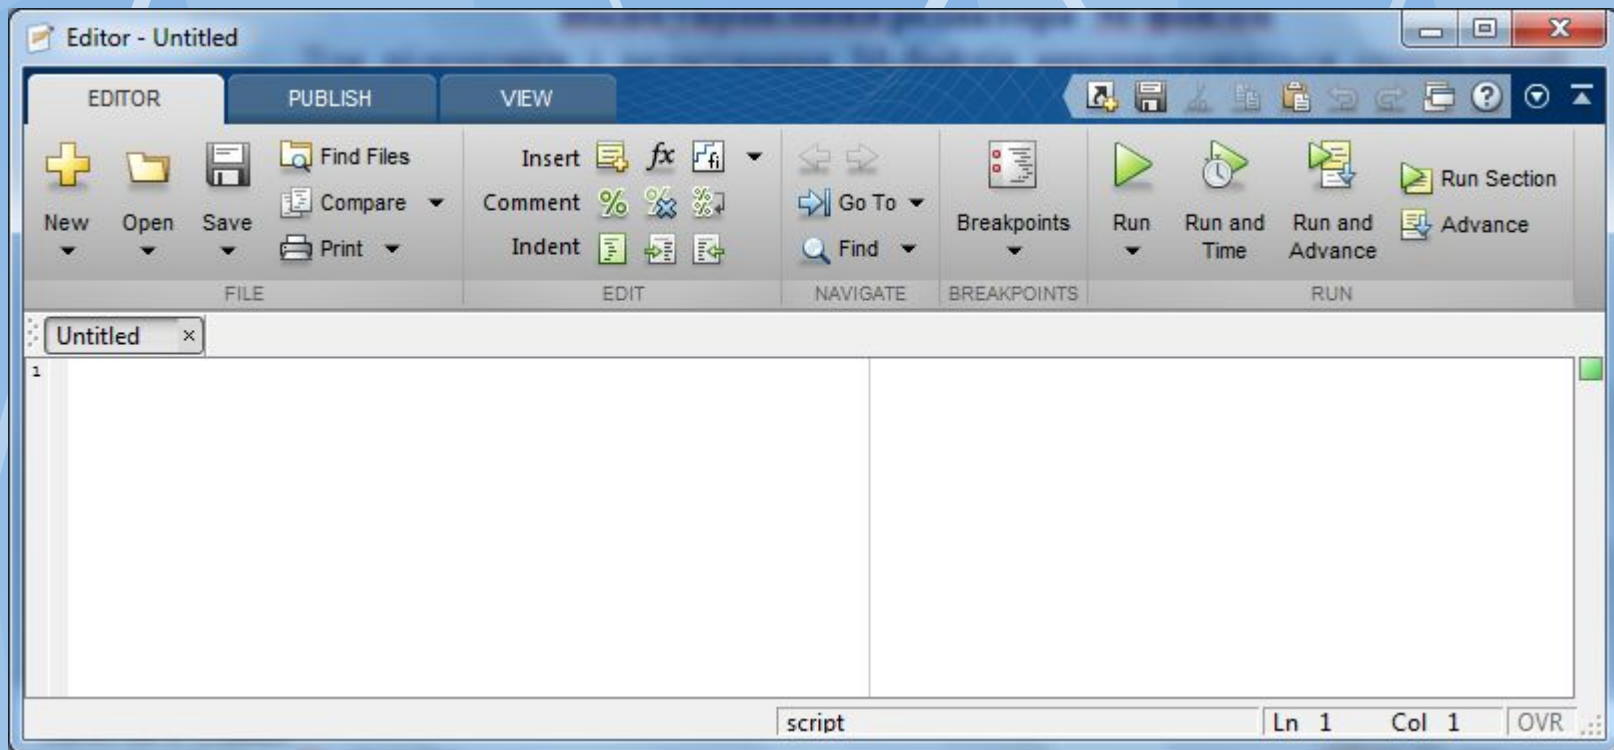 Editor - Untitled
EDITOR PUBLISH VIEW
Find Files Insert fx fi
New Open Save Compare Comment Go To Breakpoints Run Run and Time Run and Advance Run Section
Print Indent Find Advance
FILE EDIT NAVIGATE BREAKPOINTS RUN
Untitled
1
script Ln 1 Col 1 OVR